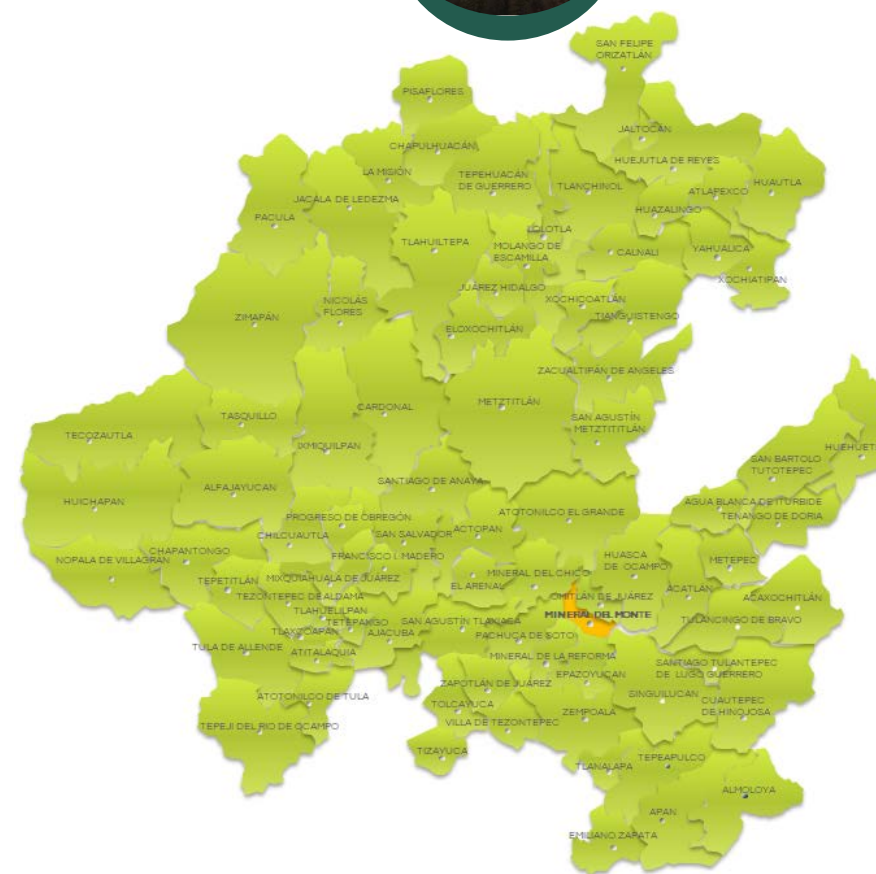 SAN FELIPE
ORIZATLÁN
PISAFLORES
JALTOCÁN
CHAPULHUACÁN
HUEJUTLA DE REYES
LA MISIÓN
TEPEHUACÁN
DE GUERRERO
TLANCHINOL
ATLAPEXCO
HUAUTLA
JACALA DE LEDEZMA
HUAZALINGO
PACULA
LOLOTLA
TLAHUILTEPA
MOLANGO DE
ESCAMILLA
CALNALI
YAHUALICA
XOCHIATIPAN
JUÁREZ HIDALGO
NICOLÁS
FLORES
XOCHICOATLÁN
ZIMAPÁN
TIANGUISTENGO
ELOXOCHITLÁN
ZACUALTIPÁN DE ANGELES
METZTITLÁN
CARDONAL
TASQUILLO
SAN AGUSTÍN
METZTITITLÁN
TECOZAUTLA
IXMIQUILPAN
HUEHUET
SAN BARTOLO
TUTOTEPEC
SANTIAGO DE ANAYA
ALFAJAYUCAN
HUICHAPAN
AGUA BLANCA DE ITURBIDE
ATOTONILCO EL GRANDE
TENANGO DE DORIA
PROGRESO DE OBREGÓN
ACTOPAN
CHILCUAUTLA
SAN SALVADOR
CHAPANTONGO
FRANCISCO I. MADERO
HUASCA
DE OCAMPO
NOPALA DE VILLAGRAN
METEPEC
MINERAL DEL CHICO
TEPETITLÁN
MIXQUIAHUALA DE JUÁREZ
EL ARENAL
ACATLÁN
TEZONTEPEC DE ALDAMA
OMITLÁN DE JUÁREZ
ACAXOCHITLÁN
TLAHUELILPAN
MINERAL DEL MONTE
TETEPANGO
SAN AGUSTÍN TLAXIACA
TULANCINGO DE BRAVO
TLAXCOAPAN
AJACUBA
PACHUCA DE SOTO
TULA DE ALLENDE
ATITALAQUIA
MINERAL DE LA REFORMA
SANTIAGO TULANTEPEC
DE LUGO GUERRERO
EPAZOYUCAN
ZAPOTLÁN DE JUÁREZ
ATOTONILCO DE TULA
SINGUILUCAN
CUAUTEPEC
DE HINOJOSA
TOLCAYUCA
ZEMPOALA
VILLA DE TEZONTEPEC
TEPEJI DEL RIO DE OCAMPO
TIZAYUCA
TEPEAPULCO
TLANALAPA
ALMOLOYA
APAN
EMILIANO ZAPATA